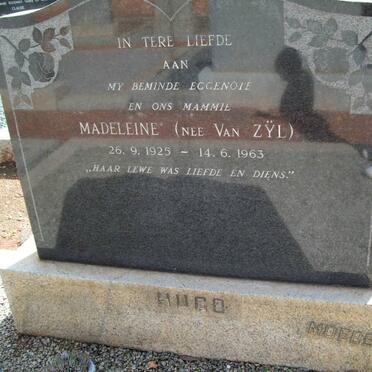 IN TERE LIEFDE
AAN
MY BEMINDE EGGENOTE
EN ONS MAMMIE
MADELEINE (NEE VAN ZŸL)
26. 9. 1925 – 14. 6. 1963
„HAAR LEWE WAS LIEFDE EN DIENS."
HUGO